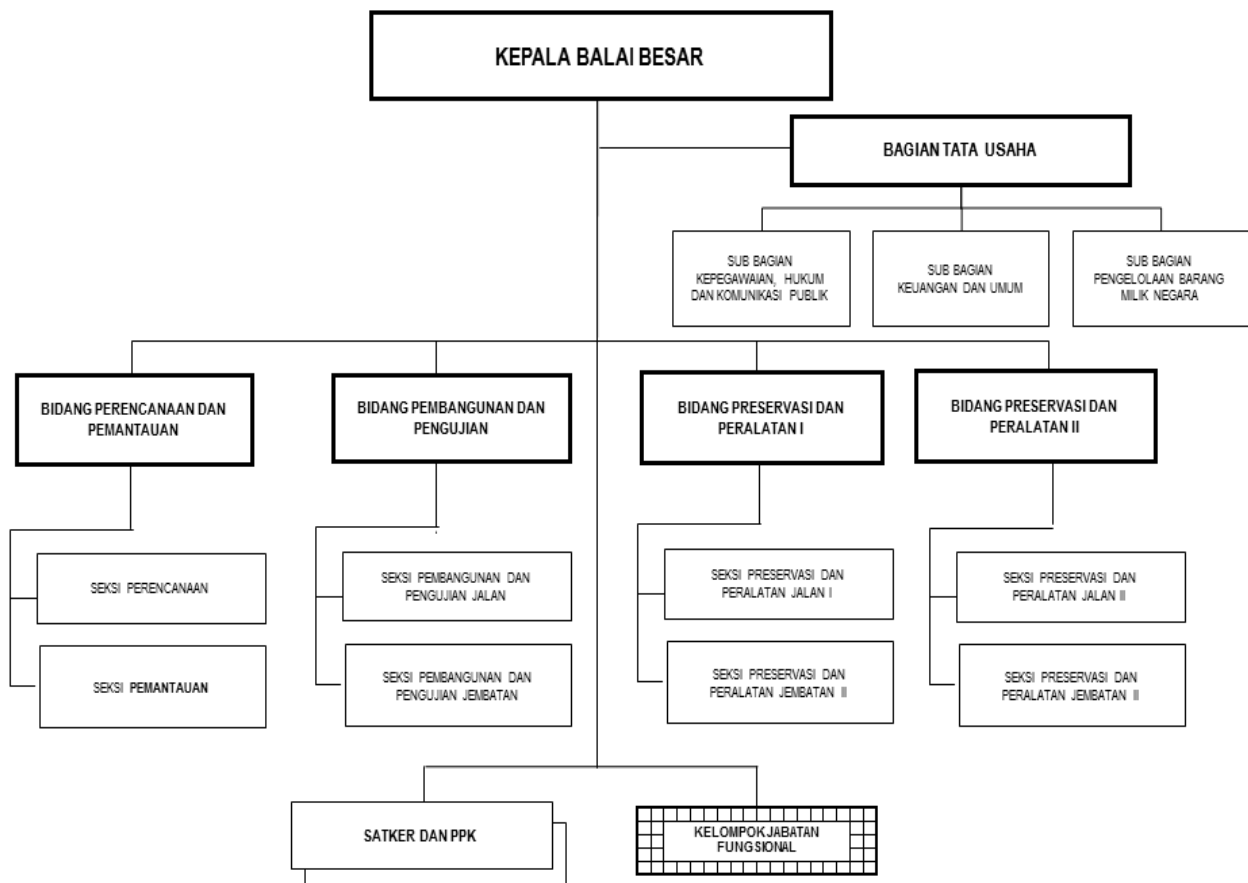 KEPALA BALAI BESAR
BAGIAN TATA USAHA
SUB BAGIAN
KEPEGAWAIAN, HUKUM
DAN KOMUNIKASI PUBLIK
SUB BAGIAN
KEUANGAN DAN UMUM
SUB BAGIAN
PENGELOLAAN BARANG
MILIK NEGARA
BIDANG PERENCANAAN DAN
PEMANTAUAN
BIDANG PEMBANGUNAN DAN
PENGUJIAN
BIDANG PRESERVASI DAN
PERALATAN I
BIDANG PRESERVASI DAN
PERALATAN II
SEKSI PERENCANAAN
SEKSI PEMBANGUNAN DAN
PENGUJIAN JALAN
SEKSI PRESERVASI DAN
PERALATAN JALAN I
SEKSI PRESERVASI DAN
PERALATAN JALAN II
SEKSI PEMANTAUAN
SEKSI PEMBANGUNAN DAN
PENGUJIAN JEMBATAN
SEKSI PRESERVASI DAN
PERALATAN JEMBATAN II
SEKSI PRESERVASI DAN
PERALATAN JEMBATAN II
SATKER DAN PPK
KELOMPOK JABATAN
FUNGSIONAL